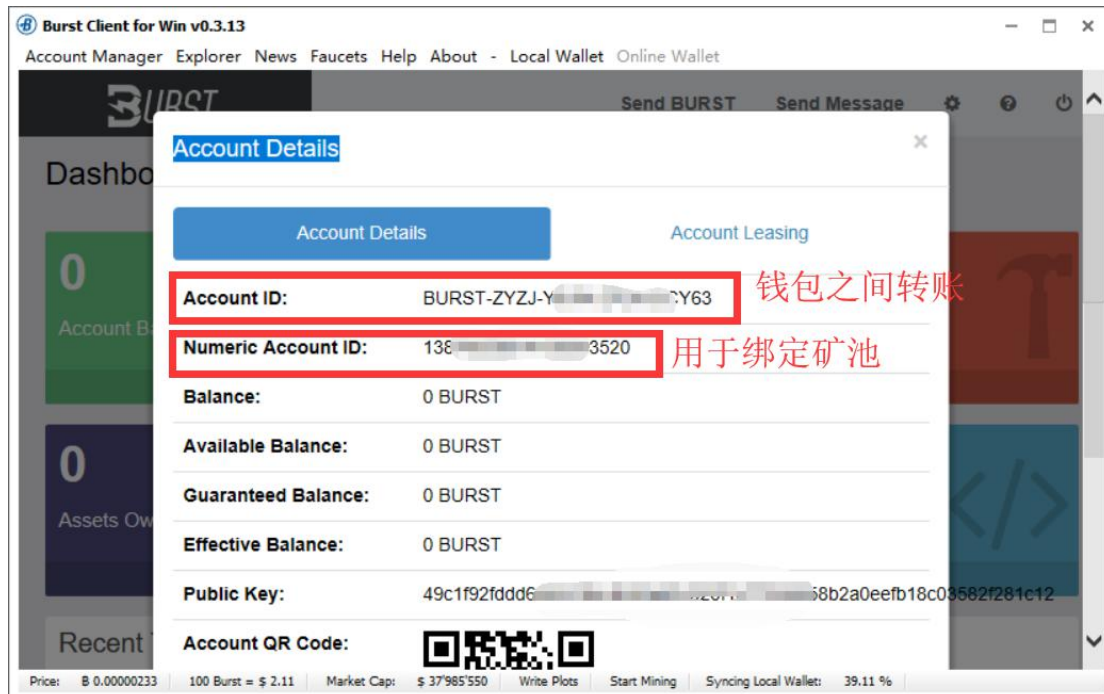 Burst Client for Win v0.3.13
Account Manager Explorer News Faucets Help About - Local Wallet Online Wallet
BURST
Send BURST Send Message
Dashbo
Account Details
×
Account Details Account Leasing
0
Account Ba
Account ID: BURST-ZYZJ-Y CY63 钱包之间转账
Numeric Account ID: 138 3520 用于绑定矿池
Balance: 0 BURST
Available Balance: 0 BURST
0
Assets Ow
Guaranteed Balance: 0 BURST
Effective Balance: 0 BURST
Public Key: 49c1f92fddd6 58b2a0eefb18c03582f281c12
Recent
Account QR Code:
Price: B 0.00000233 100 Burst = $ 2.11 Market Cap: $ 37'985'550 Write Plots Start Mining Syncing Local Wallet: 39.11 %